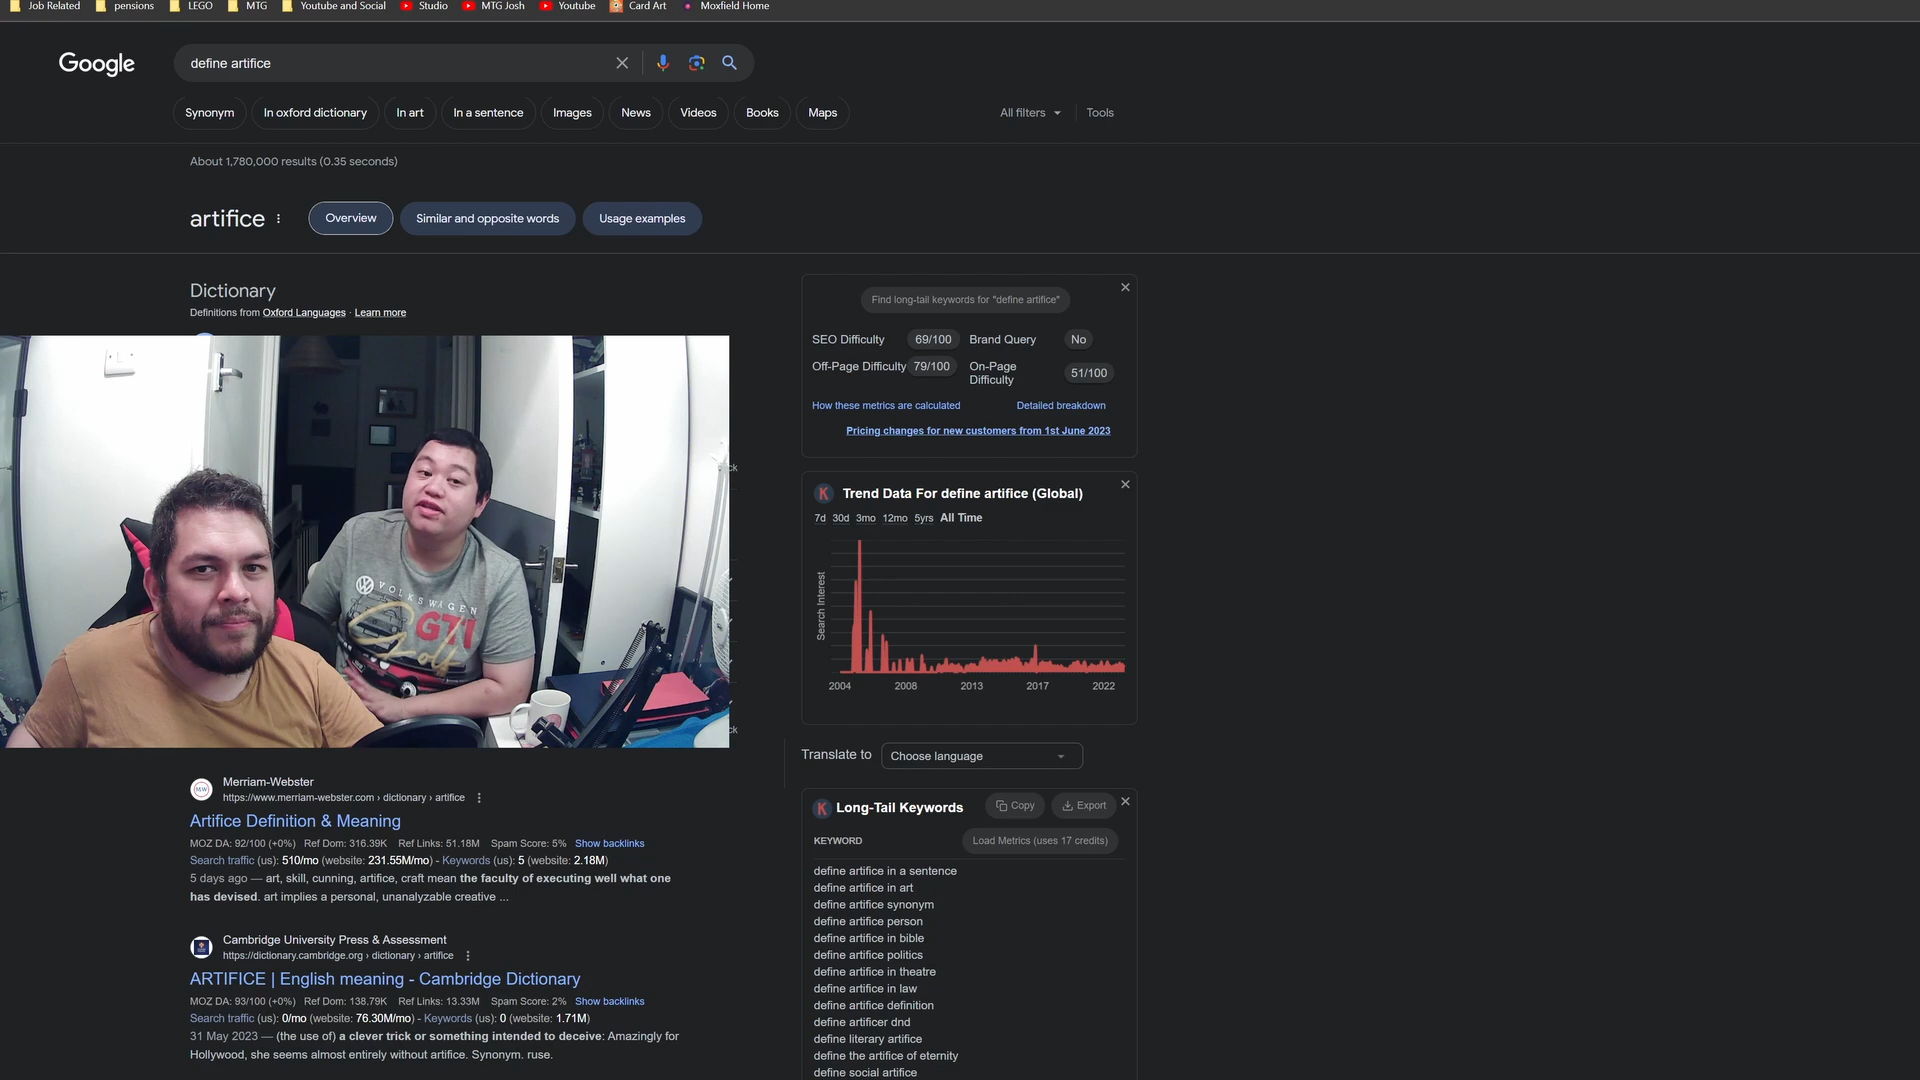 Job Related pensions LEGO MTG Youtube and Social Studio MTG Josh Youtube Card Art Moxfield Home
Google define artifice
Synonym In oxford dictionary In art In a sentence Images News Videos Books Maps All filters Tools
About 1,780,000 results (0.35 seconds)
artifice Overview Similar and opposite words Usage examples
Dictionary
Definitions from Oxford Languages · Learn more
VOLKSWAGEN
GTI
Golf
Merriam-Webster
https://www.merriam-webster.com › dictionary › artifice
Artifice Definition & Meaning
MOZ DA: 92/100 (+0%) Ref Dom: 316.39K Ref Links: 51.18M Spam Score: 5% Show backlinks
Search traffic (us): 510/mo (website: 231.55M/mo) - Keywords (us): 5 (website: 2.18M)
5 days ago — art, skill, cunning, artifice, craft mean the faculty of executing well what one
has devised. art implies a personal, unanalyzable creative ...
Cambridge University Press & Assessment
https://dictionary.cambridge.org › dictionary › artifice
ARTIFICE | English meaning - Cambridge Dictionary
MOZ DA: 93/100 (+0%) Ref Dom: 138.79K Ref Links: 13.33M Spam Score: 2% Show backlinks
Search traffic (us): 0/mo (website: 76.30M/mo) - Keywords (us): 0 (website: 1.71M)
31 May 2023 — (the use of) a clever trick or something intended to deceive: Amazingly for
Hollywood, she seems almost entirely without artifice. Synonym. ruse.
Find long-tail keywords for "define artifice"
SEO Difficulty 69/100 Brand Query No
Off-Page Difficulty 79/100 On-Page Difficulty 51/100
How these metrics are calculated Detailed breakdown
Pricing changes for new customers from 1st June 2023
K Trend Data For define artifice (Global)
7d 30d 3mo 12mo 5yrs All Time
Search Interest
2004 2008 2013 2017 2022
Translate to Choose language
K Long-Tail Keywords Copy Export
KEYWORD Load Metrics (uses 17 credits)
define artifice in a sentence
define artifice in art
define artifice synonym
define artifice person
define artifice in bible
define artifice politics
define artifice in theatre
define artifice in law
define artifice definition
define artificer dnd
define literary artifice
define the artifice of eternity
define social artifice